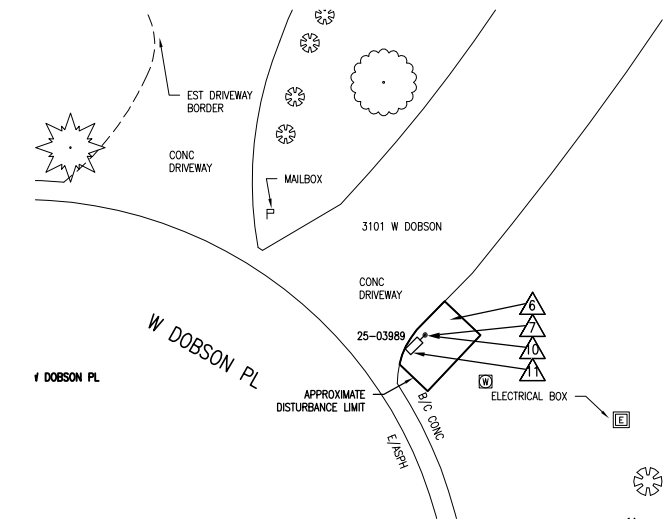 EST DRIVEWAY
BORDER
CONC
DRIVEWAY
MAILBOX
P
3101 W DOBSON
CONC
DRIVEWAY
6
7
10
11
25-03989
W DOBSON PL
DOBSON PL
APPROXIMATE
DISTURBANCE LIMIT
B/C CONC
E/ASPH
W
ELECTRICAL BOX
E